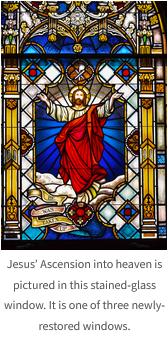 Jesus' Ascension into heaven is
pictured in this stained-glass
window. It is one of three newly-
restored windows.